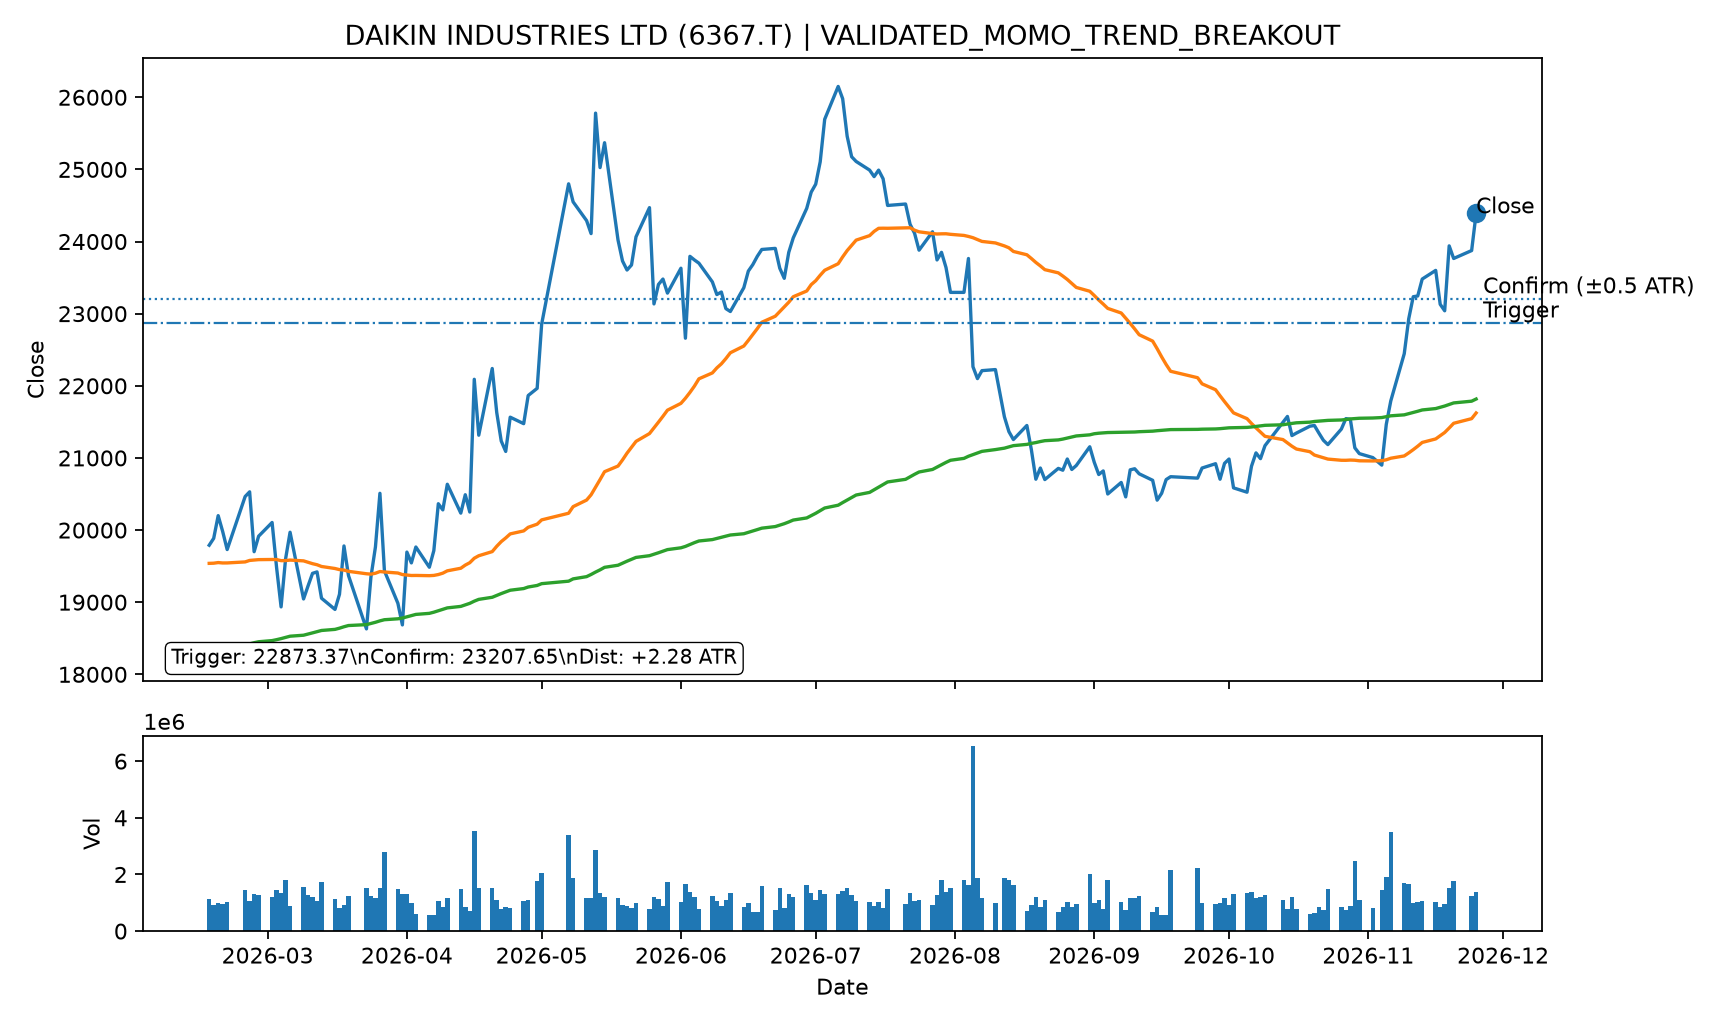 DAIKIN INDUSTRIES LTD (6367.T) | VALIDATED_MOMO_TREND_BREAKOUT
Close
26000
25000
24000
23000
22000
21000
20000
19000
18000
Close
Confirm (±0.5 ATR)
Trigger
Trigger: 22873.37\nConfirm: 23207.65\nDist: +2.28 ATR
1e6
Vol
6
4
2
0
2026-03 2026-04 2026-05 2026-06 2026-07 2026-08 2026-09 2026-10 2026-11 2026-12
Date